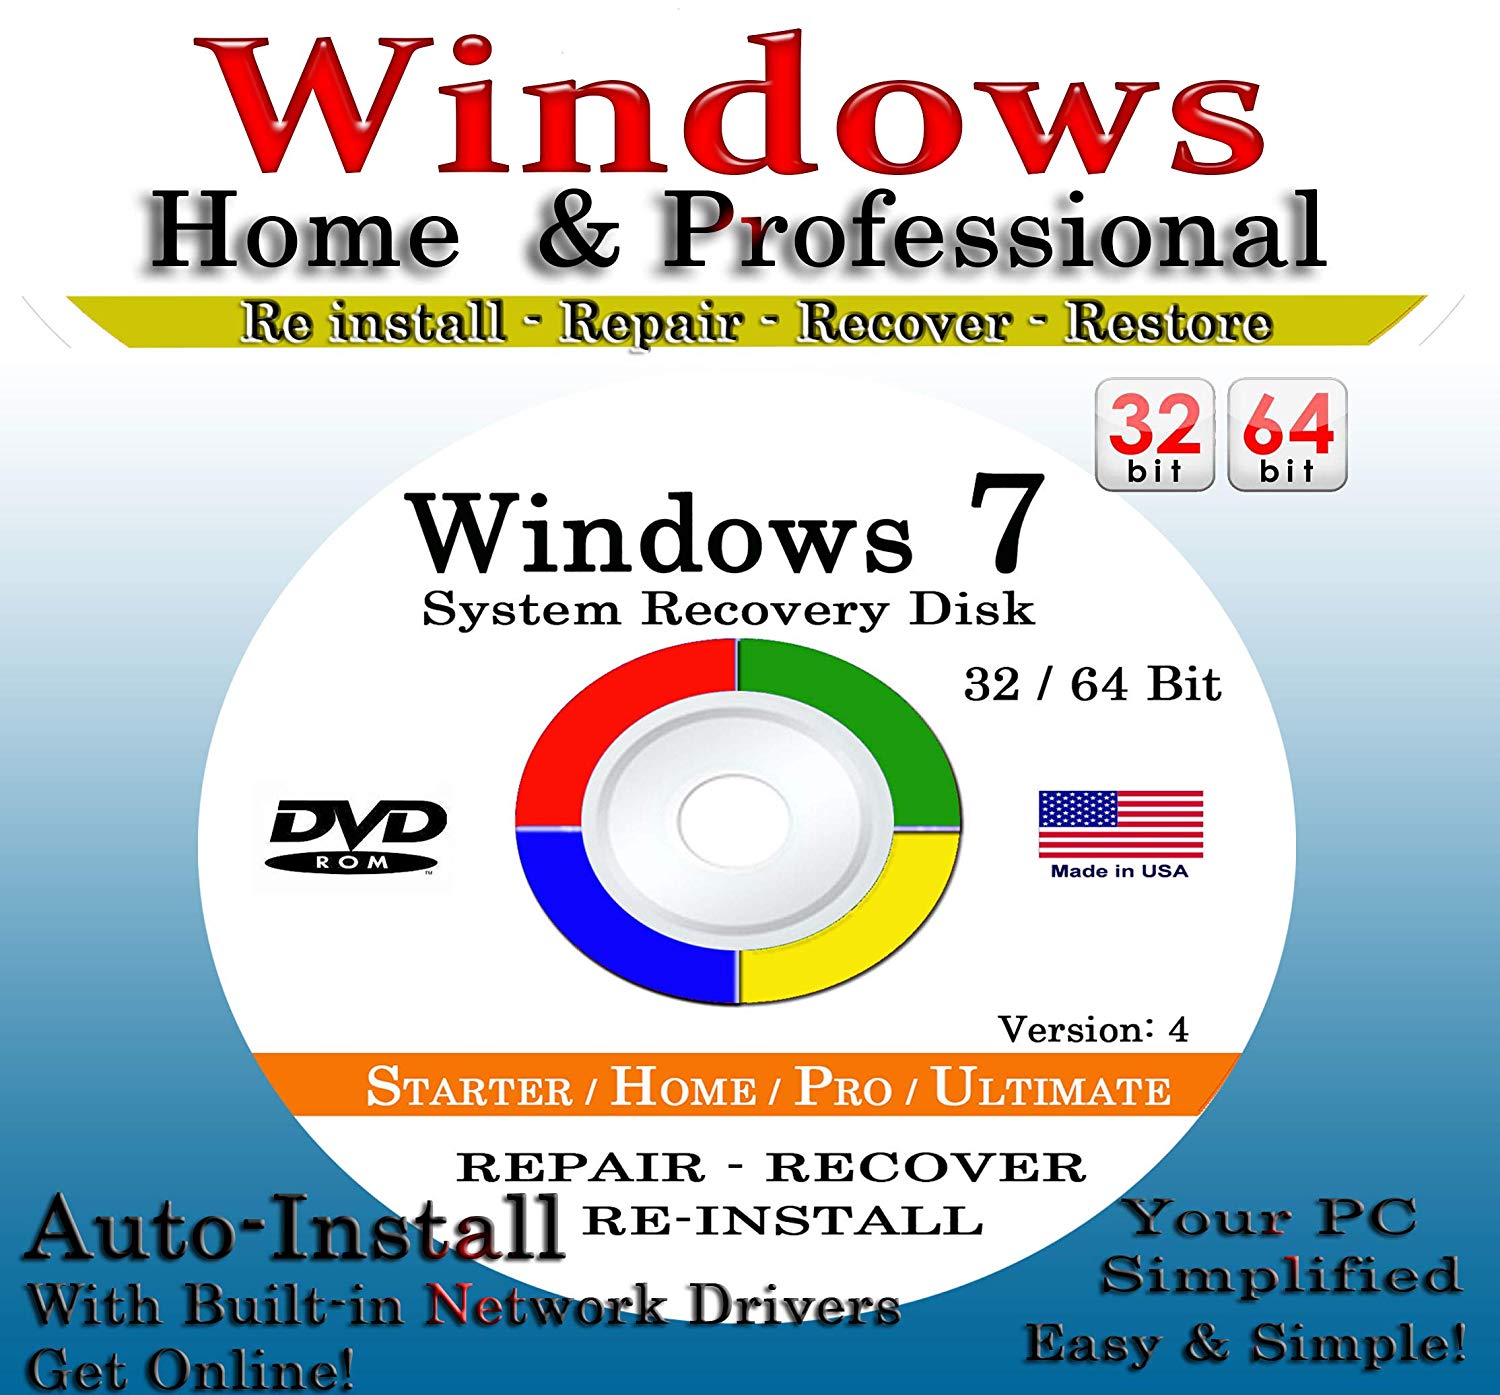 Windows
Home & Professional
Re install - Repair - Recover - Restore
32 bit
64 bit
Windows 7
System Recovery Disk
32 / 64 Bit
DVD
ROM
TM
Made in USA
Version: 4
STARTER / HOME / PRO / ULTIMATE
REPAIR - RECOVER
RE-INSTALL
Auto-Install
With Built-in Network Drivers
Get Online!
Your PC
Simplified
Easy & Simple!